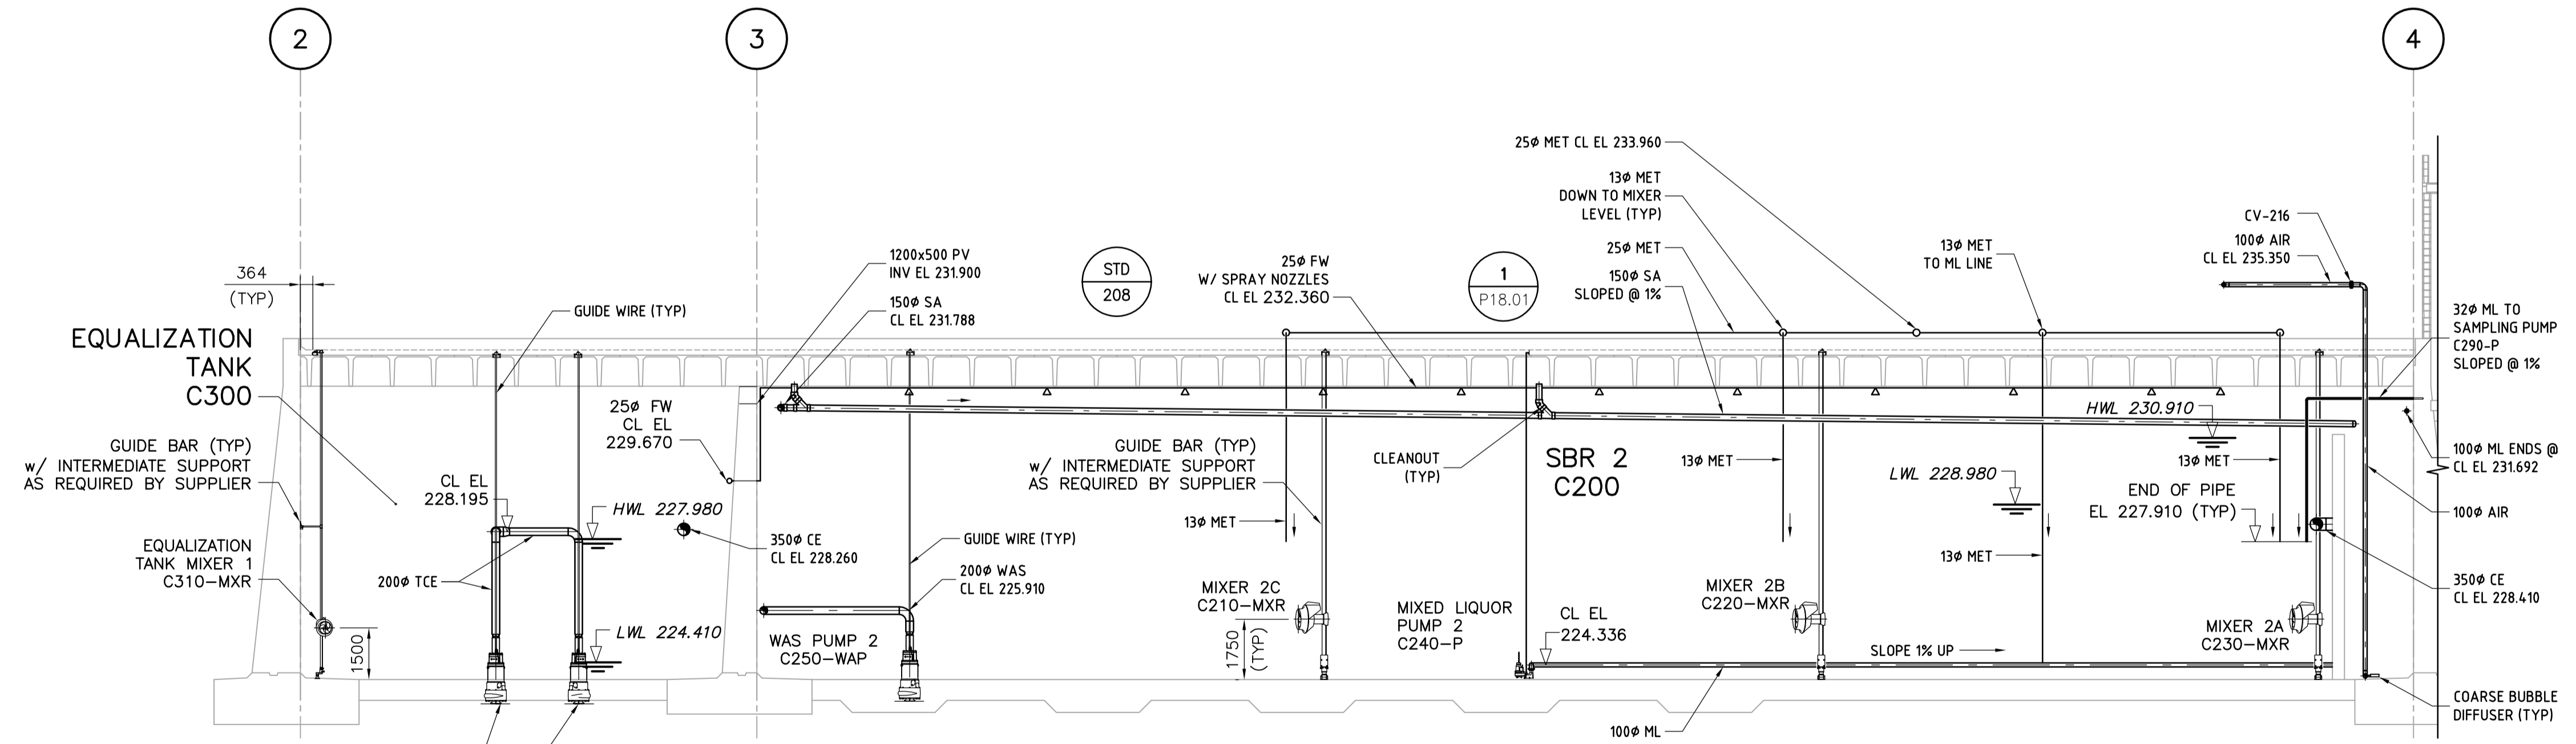 2
3
4
25Ø MET CL EL 233.960
13Ø MET
DOWN TO MIXER
LEVEL (TYP)
CV-216
100Ø AIR
CL EL 235.350
364
(TYP)
1200x500 PV
INV EL 231.900
150Ø SA
CL EL 231.788
STD
208
25Ø FW
W/ SPRAY NOZZLES
CL EL 232.360
1
P18.01
25Ø MET
150Ø SA
SLOPED @ 1%
13Ø MET
TO ML LINE
32Ø ML TO
SAMPLING PUMP
C290-P
SLOPED @ 1%
GUIDE WIRE (TYP)
EQUALIZATION
TANK
C300
25Ø FW
CL EL
229.670
HWL 230.910
GUIDE BAR (TYP)
w/ INTERMEDIATE SUPPORT
AS REQUIRED BY SUPPLIER
CL EL
228.195
HWL 227.980
GUIDE BAR (TYP)
w/ INTERMEDIATE SUPPORT
AS REQUIRED BY SUPPLIER
CLEANOUT
(TYP)
SBR 2
C200
13Ø MET
LWL 228.980
13Ø MET
100Ø ML ENDS @
CL EL 231.692
END OF PIPE
EL 227.910 (TYP)
100Ø AIR
13Ø MET
350Ø CE
CL EL 228.260
GUIDE WIRE (TYP)
200Ø WAS
CL EL 225.910
EQUALIZATION
TANK MIXER 1
C310-MXR
200Ø TCE
13Ø MET
350Ø CE
CL EL 228.410
MIXER 2C
C210-MXR
MIXER 2B
C220-MXR
MIXED LIQUOR
PUMP 2
C240-P
CL EL
224.336
MIXER 2A
C230-MXR
LWL 224.410
1500
WAS PUMP 2
C250-WAP
1750
(TYP)
SLOPE 1% UP
COARSE BUBBLE
DIFFUSER (TYP)
100Ø ML